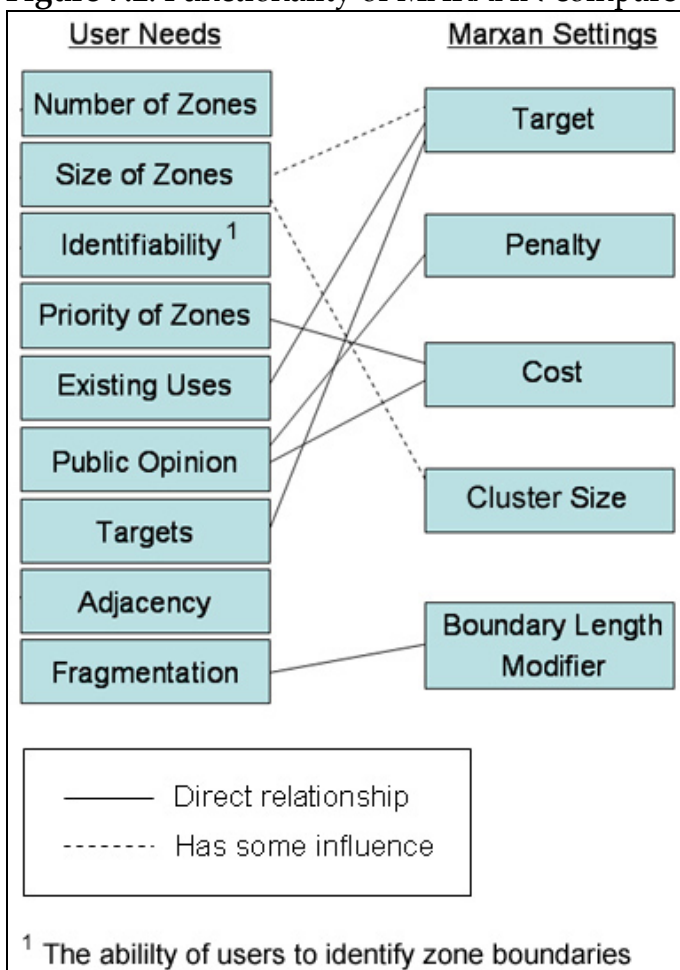 User Needs
Marxan Settings
Number of Zones
Size of Zones
Identifiability 1
Priority of Zones
Existing Uses
Public Opinion
Targets
Adjacency
Fragmentation
Target
Penalty
Cost
Cluster Size
Boundary Length
Modifier
Direct relationship
Has some influence
1 The abililty of users to identify zone boundaries